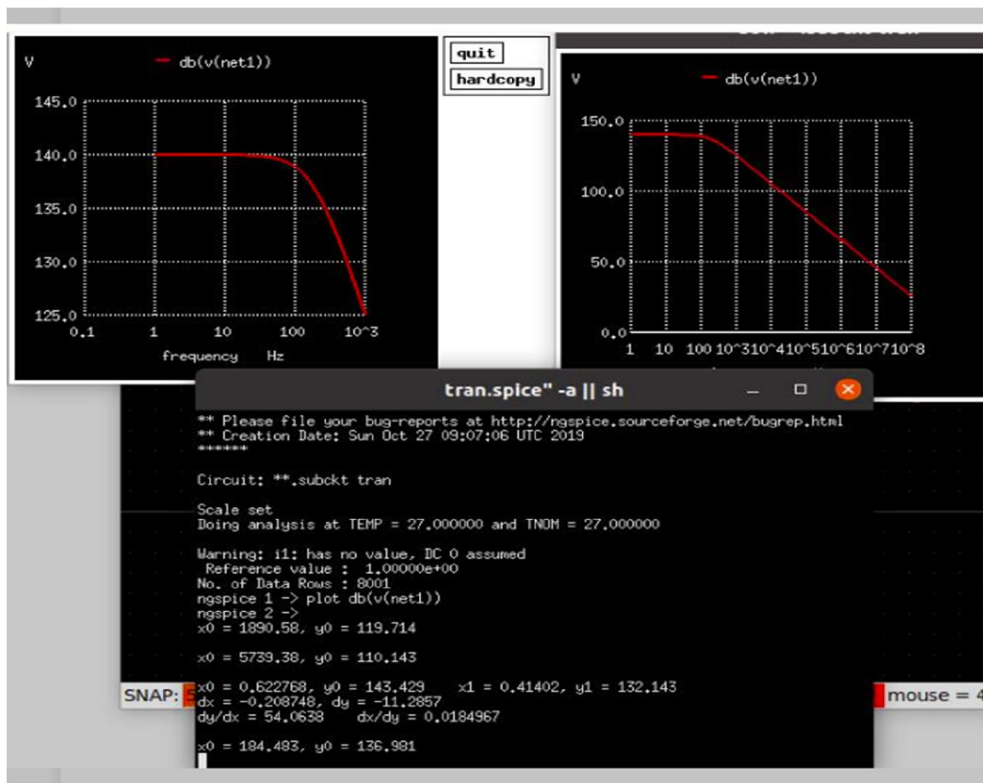 V
db(v(net1))
145.0
140.0
135.0
130.0
125.0
0.1 1 10 100 10^3
frequency Hz
quit
hardcopy
V
db(v(net1))
150.0
100.0
50.0
0.0
1 10 100 10^310^410^510^610^710^8
tran.spice" -a || sh
** Please file your bug-reports at http://ngspice.sourceforge.net/bugrep.html
** Creation Date: Sun Oct 27 09:07:06 UTC 2019
******
Circuit: **.subckt tran
Scale set
Doing analysis at TEMP = 27.000000 and TNOM = 27.000000
Warning: i1: has no value, DC 0 assumed
Reference value : 1.00000e+00
No. of Data Rows : 8001
ngspice 1 -> plot db(v(net1))
ngspice 2 ->
x0 = 1890.58, y0 = 119.714
x0 = 5739.38, y0 = 110.143
x0 = 0.622768, y0 = 143.429 x1 = 0.41402, y1 = 132.143
dx = -0.208748, dy = -11.2857
dy/dx = 54.0638 dx/dy = 0.0184967
x0 = 184.483, y0 = 136.981
SNAP:
mouse = 4